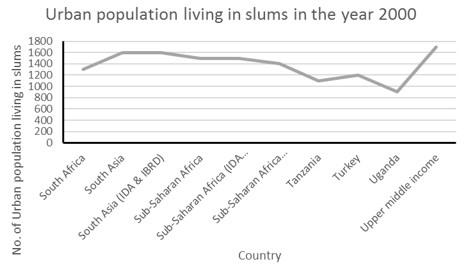 Urban population living in slums in the year 2000
No. of Urban population living in slums
1800
1600
1400
1200
1000
800
600
400
200
0
South Africa
South Asia
South Asia (IDA & IBRD)
Sub-Saharan Africa
Sub-Saharan Africa (IDA...
Sub-Saharan Africa...
Tanzania
Turkey
Uganda
Upper middle income
Country